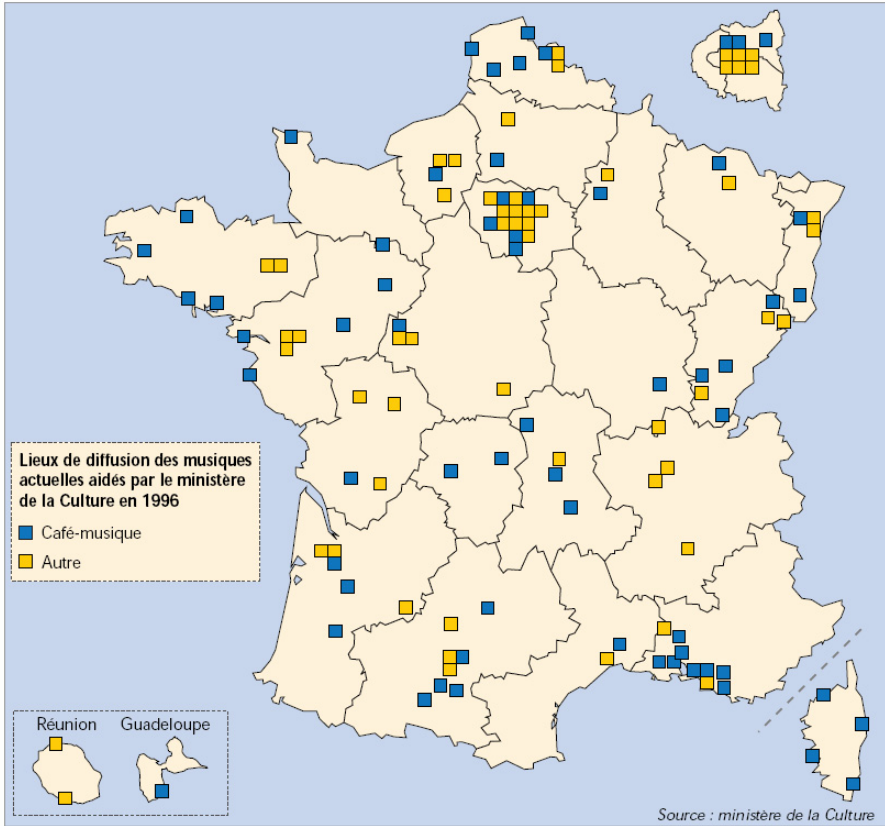 Lieux de diffusion des musiques
actuelles aidés par le ministère
de la Culture en 1996
Café-musique
Autre
Réunion
Guadeloupe
Source : ministère de la Culture